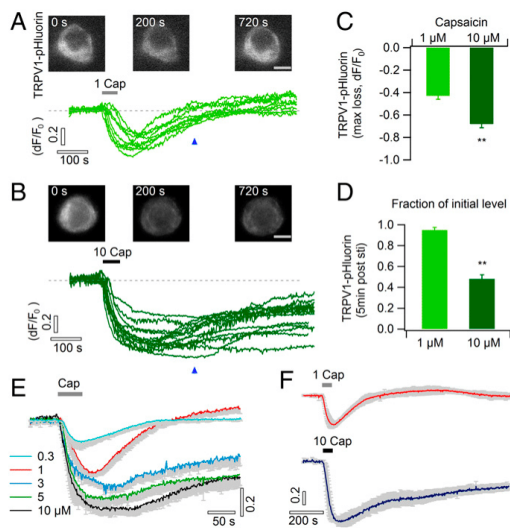 A
TRPV1-pHluorin
0 s
200 s
720 s
1 Cap
0.2
(dF/F0)
100 s
B
0 s
200 s
720 s
10 Cap
0.2
(dF/F0)
100 s
C
Capsaicin
1 µM
10 µM
TRPV1-pHluorin
(max loss, dF/F0)
0.0
-0.2
-0.4
-0.6
-0.8
-1.0
**
D
Fraction of initial level
TRPV1-pHluorin
(5min post sti)
1.0
0.8
0.6
0.4
0.2
0.0
**
1 µM
10 µM
E
Cap
0.3
1
3
5
10 µM
0.2
50 s
F
1 Cap
10 Cap
0.2
200 s